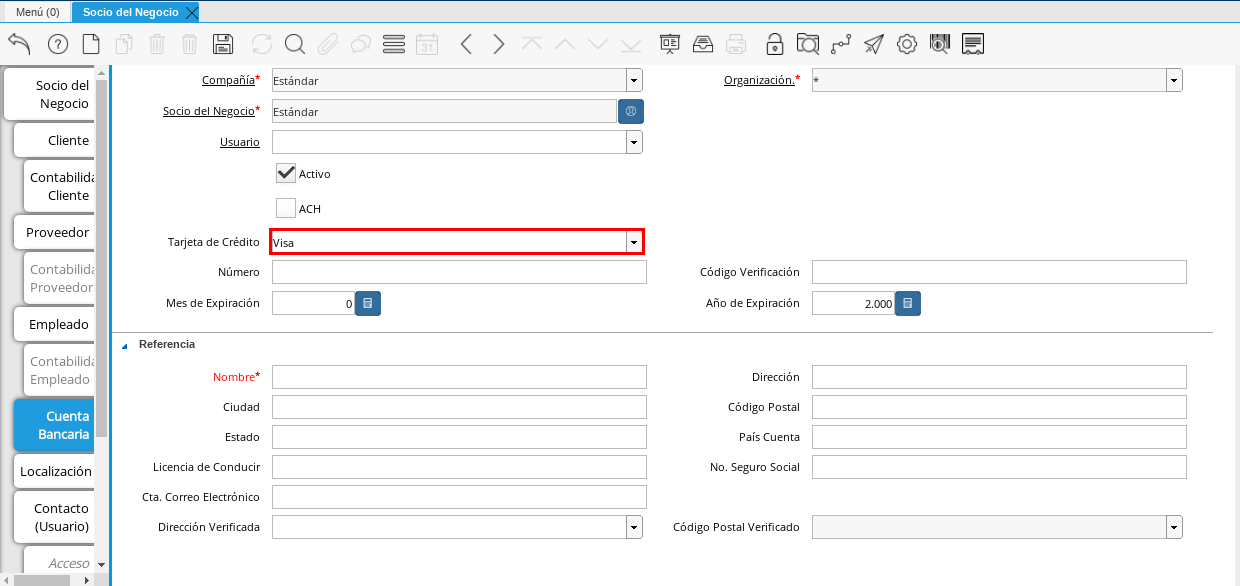 Menú (0)
Socio del Negocio
31
Socio del
Negocio
Cliente
Contabilida
Cliente
Proveedor
Contabilida
Proveedor
Empleado
Contabilida
Empleado
Cuenta
Bancaria
Localización
Contacto
(Usuario)
Acceso
Compañía* Estándar Organización.* *
Socio del Negocio* Estándar
Usuario
Activo
ACH
Tarjeta de Crédito Visa
Número Código Verificación
Mes de Expiración 0 Año de Expiración 2.000
Referencia
Nombre* Dirección
Ciudad Código Postal
Estado País Cuenta
Licencia de Conducir No. Seguro Social
Cta. Correo Electrónico
Dirección Verificada Código Postal Verificado